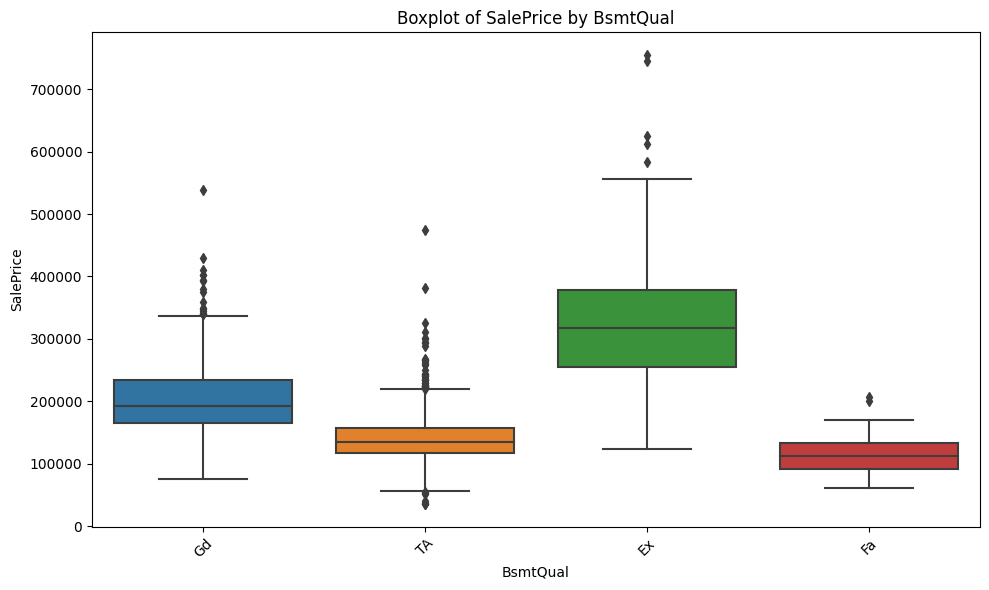 Boxplot of SalePrice by BsmtQual
SalePrice
700000
600000
500000
400000
300000
200000
100000
0
Gd
TA
Ex
Fa
BsmtQual